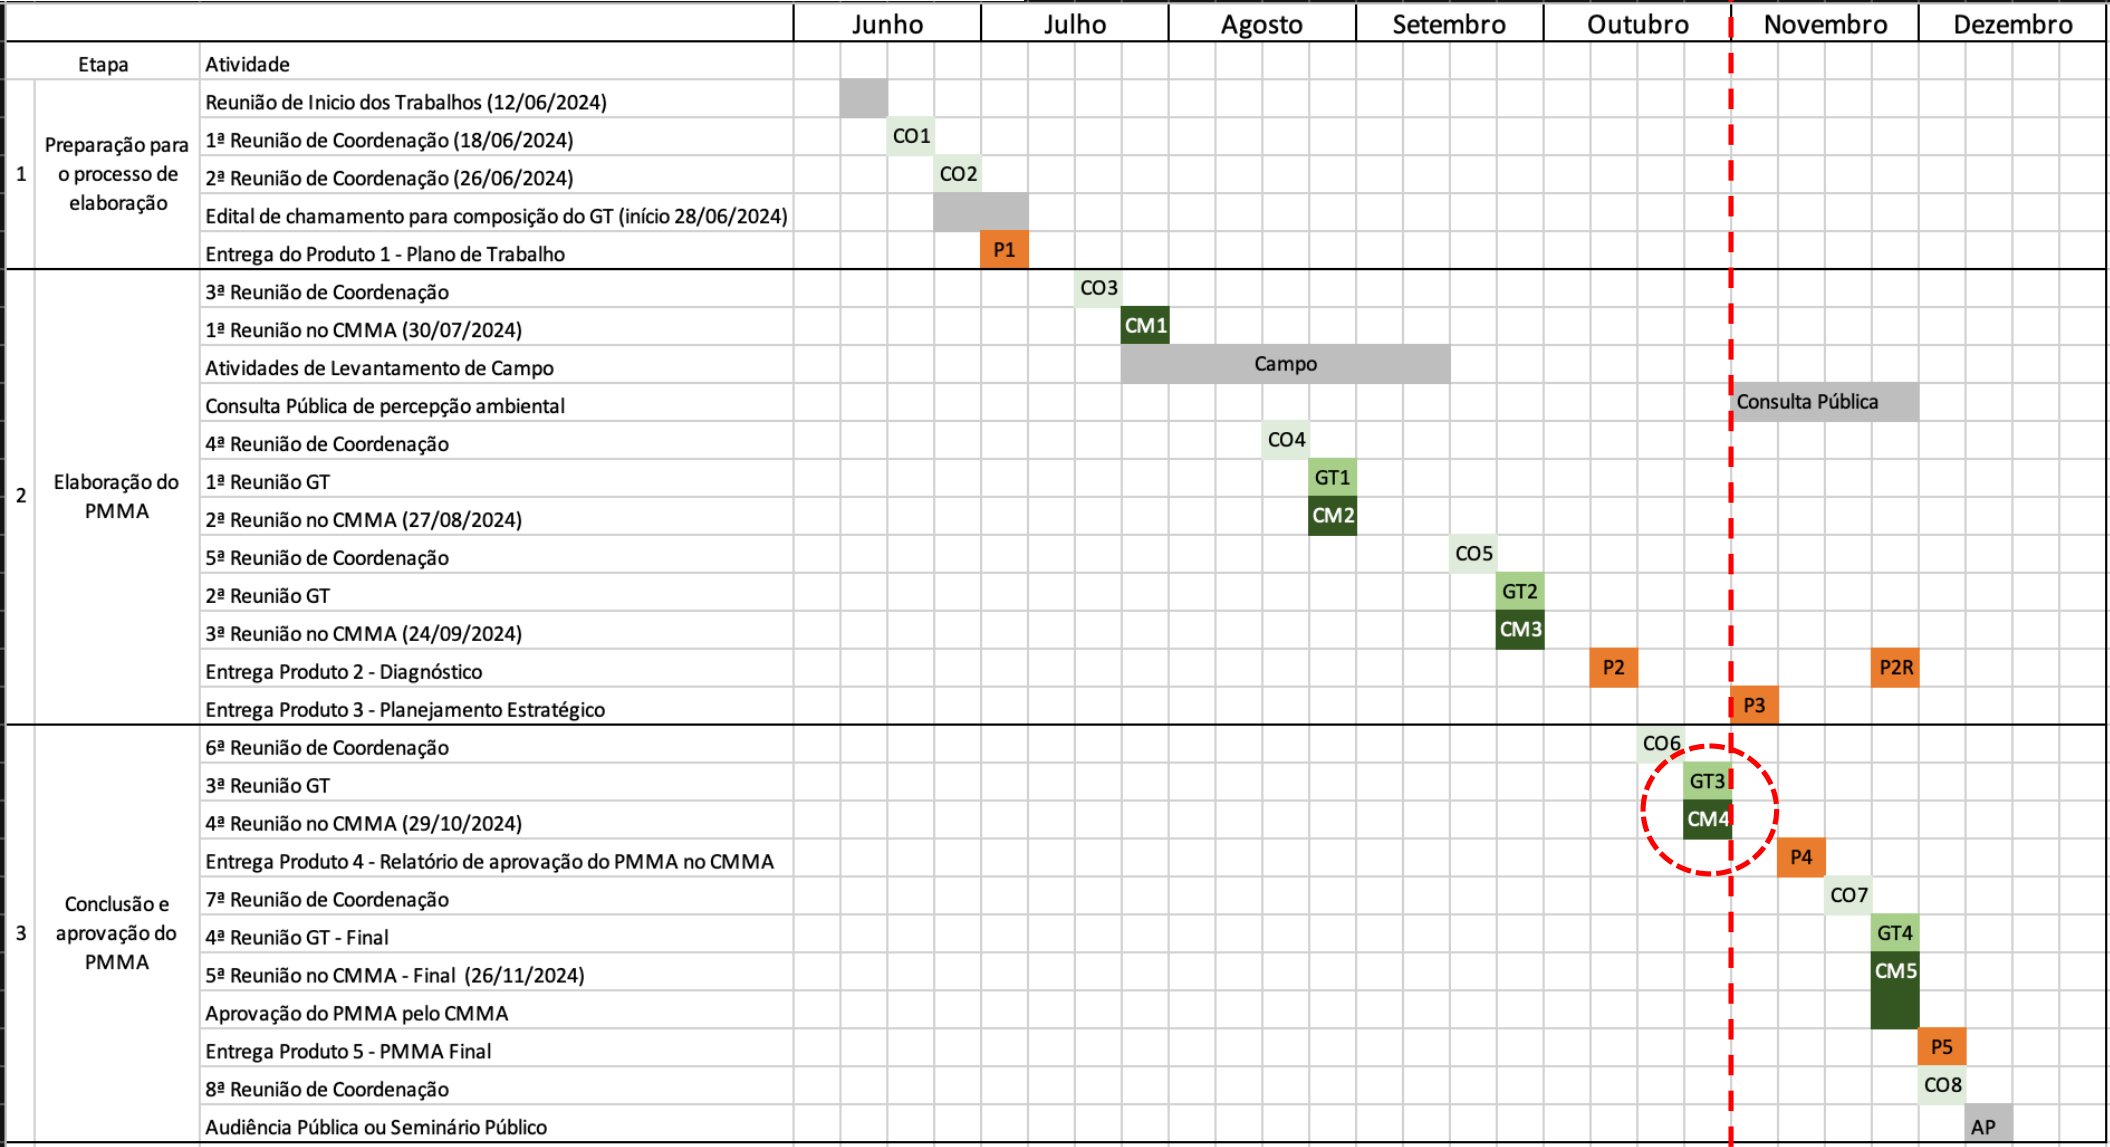 Junho Julho Agosto Setembro Outubro Novembro Dezembro
Etapa Atividade
1
Preparação para
o processo de
elaboração
Reunião de Inicio dos Trabalhos (12/06/2024)
1ª Reunião de Coordenação (18/06/2024) CO1
2ª Reunião de Coordenação (26/06/2024) CO2
Edital de chamamento para composição do GT (início 28/06/2024)
Entrega do Produto 1 - Plano de Trabalho P1
2
Elaboração do
PMMA
3ª Reunião de Coordenação CO3
1ª Reunião no CMMA (30/07/2024) CM1
Atividades de Levantamento de Campo Campo
Consulta Pública de percepção ambiental Consulta Pública
4ª Reunião de Coordenação CO4
1ª Reunião GT GT1
2ª Reunião no CMMA (27/08/2024) CM2
5ª Reunião de Coordenação CO5
2ª Reunião GT GT2
3ª Reunião no CMMA (24/09/2024) CM3
Entrega Produto 2 - Diagnóstico P2 P2R
Entrega Produto 3 - Planejamento Estratégico P3
3
Conclusão e
aprovação do
PMMA
6ª Reunião de Coordenação CO6
3ª Reunião GT GT3
4ª Reunião no CMMA (29/10/2024) CM4
Entrega Produto 4 - Relatório de aprovação do PMMA no CMMA P4
7ª Reunião de Coordenação CO7
4ª Reunião GT - Final GT4
5ª Reunião no CMMA - Final (26/11/2024) CM5
Aprovação do PMMA pelo CMMA
Entrega Produto 5 - PMMA Final P5
8ª Reunião de Coordenação CO8
Audiência Pública ou Seminário Público AP